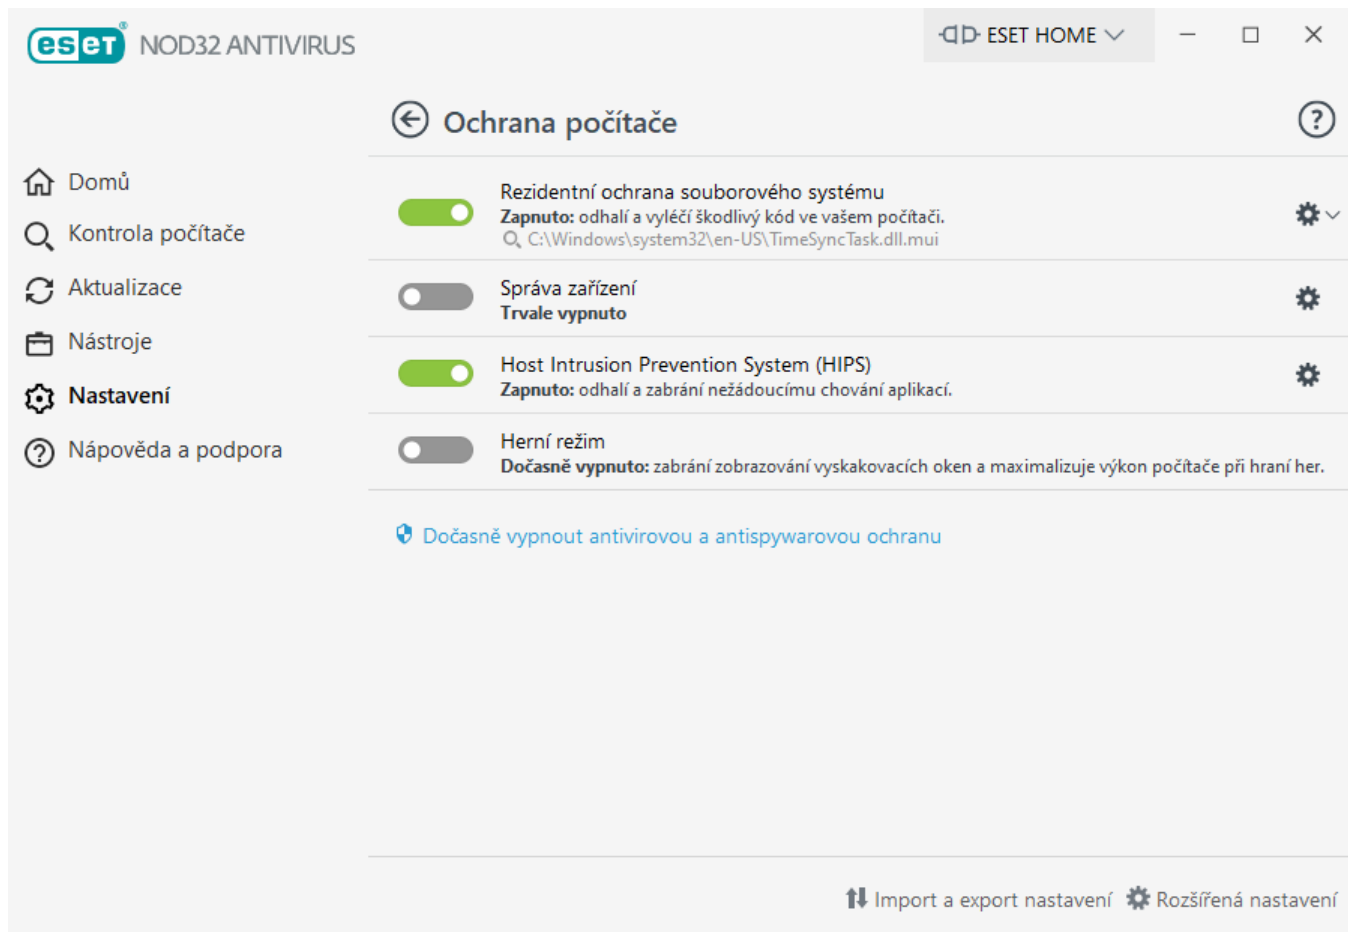 eset® NOD32 ANTIVIRUS
ESET HOME
Ochrana počítače
Domů
Kontrola počítače
Aktualizace
Nástroje
Nastavení
Nápověda a podpora
Rezidentní ochrana souborového systému
Zapnuto: odhalí a vyléčí škodlivý kód ve vašem počítači.
C:\Windows\system32\en-US\TimeSyncTask.dll.mui
Správa zařízení
Trvale vypnuto
Host Intrusion Prevention System (HIPS)
Zapnuto: odhalí a zabrání nežádoucímu chování aplikací.
Herní režim
Dočasně vypnuto: zabrání zobrazování vyskakovacích oken a maximalizuje výkon počítače při hraní her.
Dočasně vypnout antivirovou a antispywarovou ochranu
Import a export nastavení Rozšířená nastavení